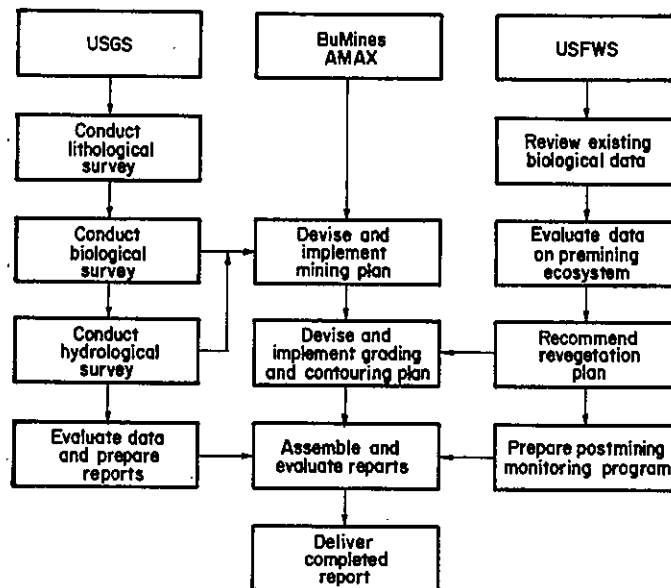 USGS
BuMines
AMAX
USFWS
Conduct
lithological
survey
Review existing
biological data
Conduct
biological
survey
Devise and
implement
mining plan
Evaluate data
on premining
ecosystem
Conduct
hydrological
survey
Devise and
implement grading
and contouring plan
Recommend
revegetation
plan
Evaluate data
and prepare
reports
Assemble and
evaluate reports
Prepare postmining
monitoring program
Deliver
completed
report